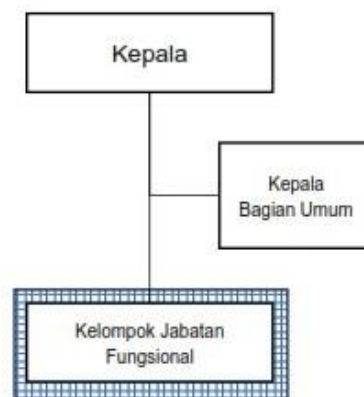 Kepala
Kepala
Bagian Umum
Kelompok Jabatan
Fungsional